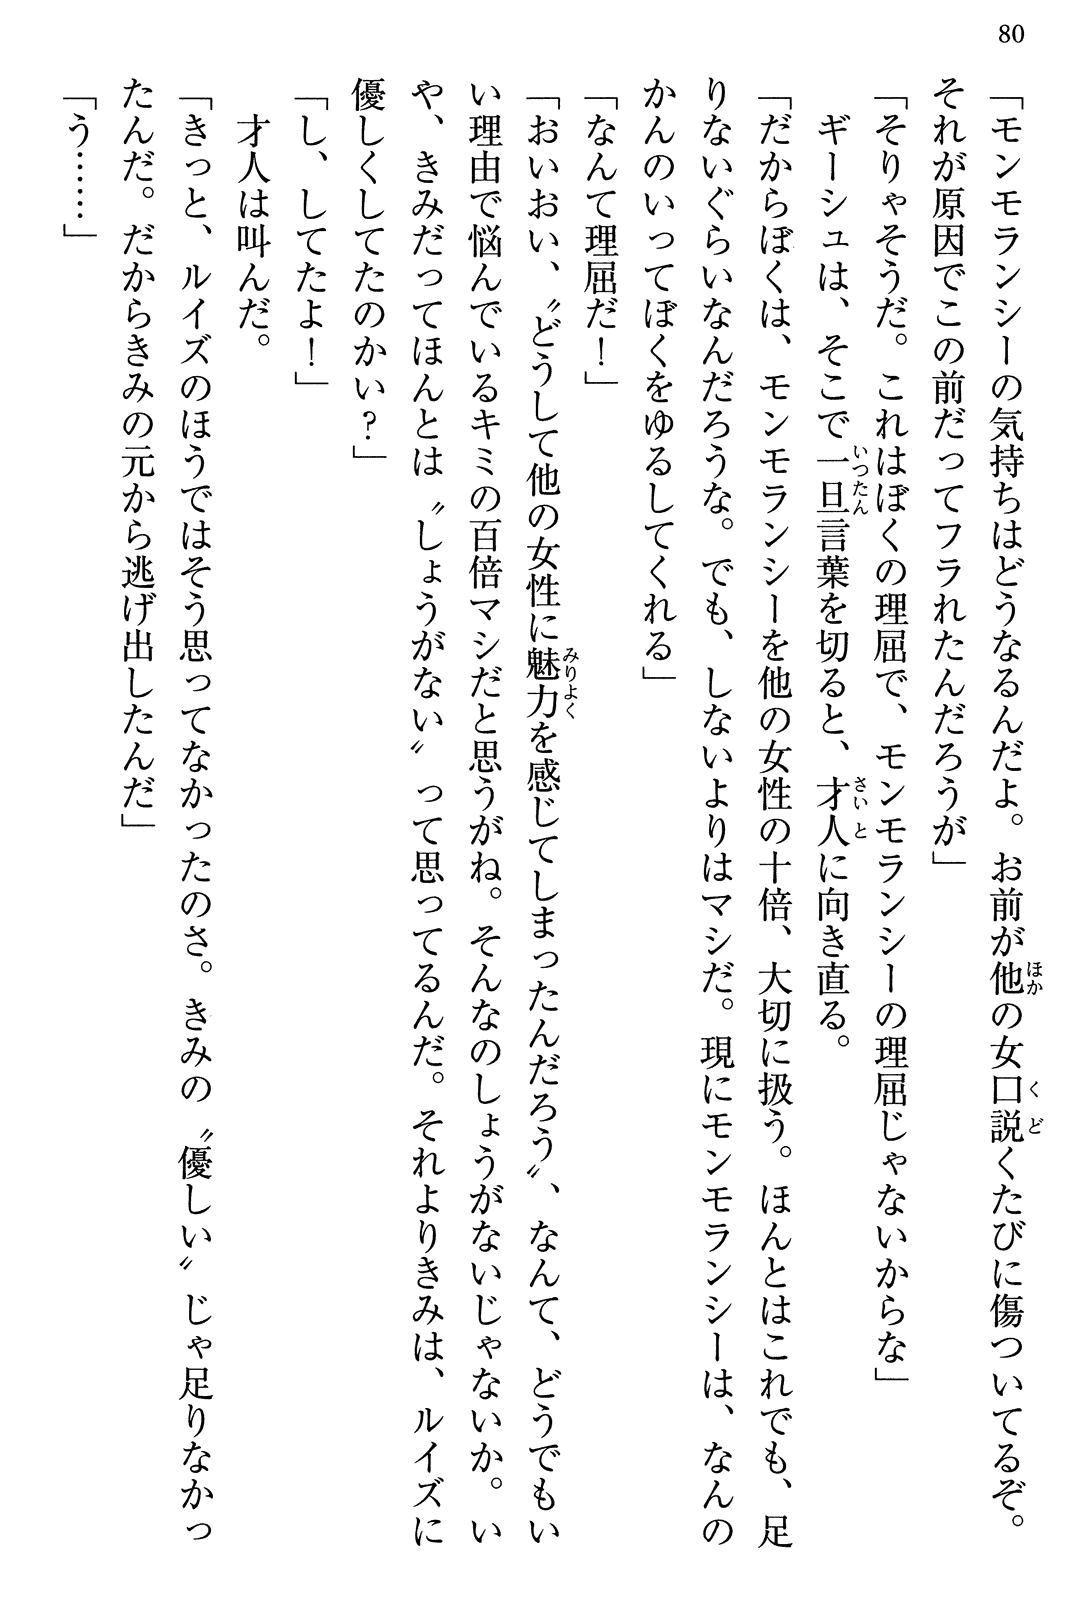 80
「モンモランシーの気持ちはどうなるんだよ。お前が他の女口説くたびに傷ついてるぞ。
それが原因でこの前だってフラれたんだろうが」
「そりゃそうだ。これはぼくの理屈で、モンモランシーの理屈じゃないからな」
ギーシュは、そこで一旦言葉を切ると、才人に向き直る。
「だからぼくは、モンモランシーを他の女性の十倍、大切に扱う。ほんとはこれでも、足
りないぐらいなんだろうな。でも、しないよりはマシだ。現にモンモランシーは、なんの
かんのいってぼくをゆるしてくれる」
「なんて理屈だ！」
「おいおい、〝どうして他の女性に魅力を感じてしまったんだろう〟、なんて、どうでもい
い理由で悩んでいるキミの百倍マシだと思うがね。そんなのしょうがないじゃないか。い
や、きみだってほんとは〝しょうがない〟って思ってるんだ。それよりきみは、ルイズに
優しくしてたのかい？」
「し、してたよ！」
才人は叫んだ。
「きっと、ルイズのほうではそう思ってなかったのさ。きみの〝優しい〟じゃ足りなかっ
たんだ。だからきみの元から逃げ出したんだ」
「う……」